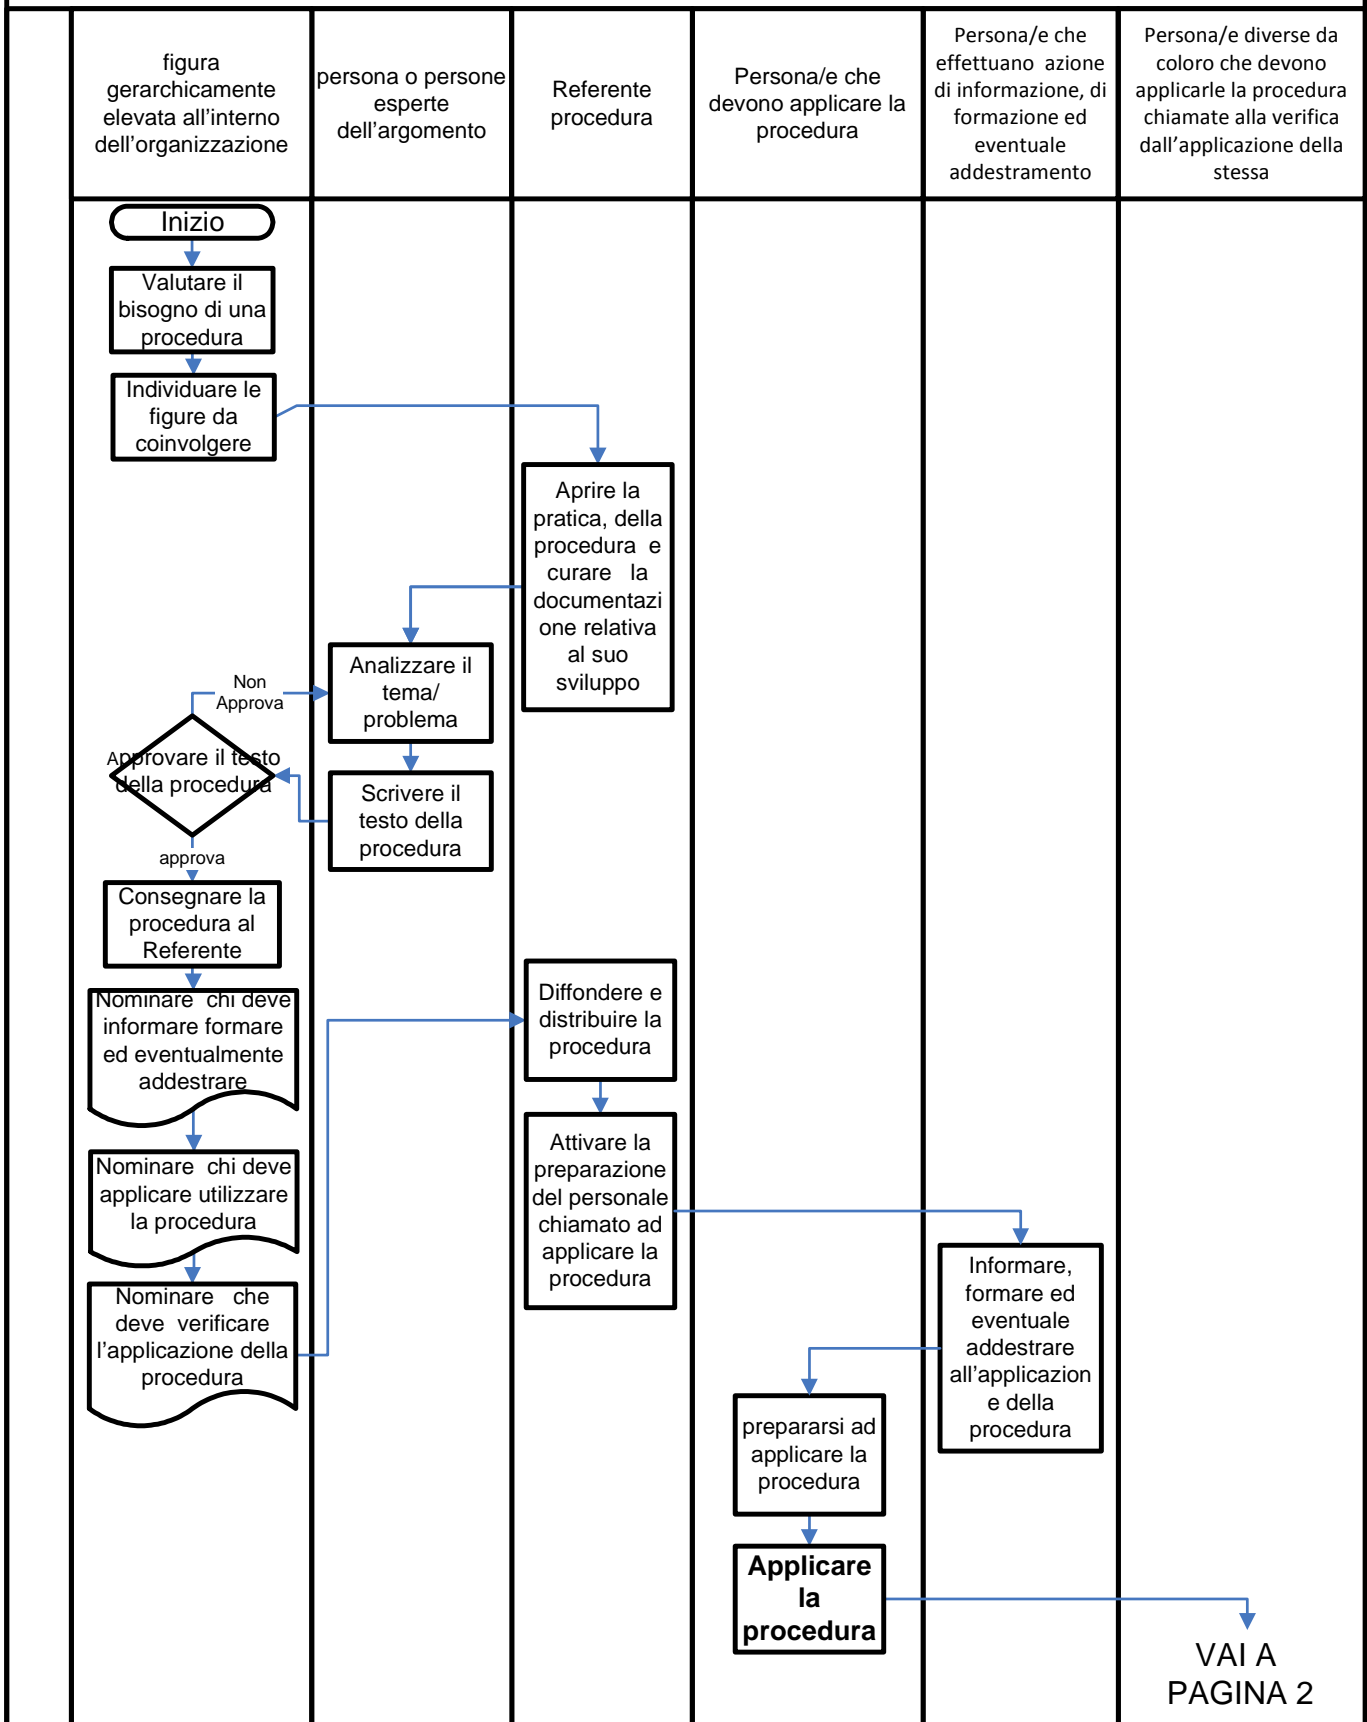 figura
gerarchicamente
elevata all'interno
dell'organizzazione
persona o persone
esperte
dell'argomento
Referente
procedura
Persona/e che
devono applicare la
procedura
Persona/e che
effettuano azione
di informazione, di
formazione ed
eventuale
addestramento
Persona/e diverse da
coloro che devono
applicarle la procedura
chiamate alla verifica
dall'applicazione della
stessa
Inizio
Valutare il
bisogno di una
procedura
Individuare le
figure da
coinvolgere
Aprire la
pratica, della
procedura e
curare la
documentazi
one relativa
al suo
sviluppo
Analizzare il
tema/
problema
Non
Approva
Approvare il testo
della procedura
Scrivere il
testo della
procedura
approva
Consegnare la
procedura al
Referente
Nominare chi deve
informare formare
ed eventualmente
addestrare
Diffondere e
distribuire la
procedura
Nominare chi deve
applicare utilizzare
la procedura
Attivare la
preparazione
del personale
chiamato ad
applicare la
procedura
Nominare che
deve verificare
l'applicazione della
procedura
Informare,
formare ed
eventuale
addestrare
all'applicazion
e della
procedura
prepararsi ad
applicare la
procedura
Applicare
la
procedura
VAI A
PAGINA 2